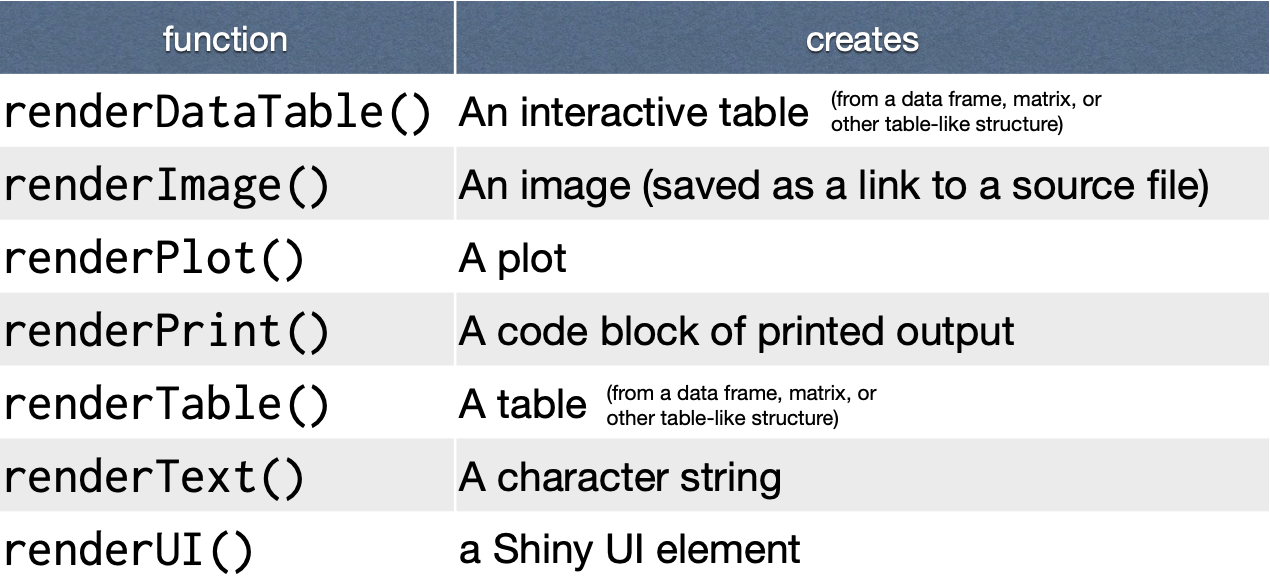 function creates
renderDataTable() An interactive table (from a data frame, matrix, or
other table-like structure)
renderImage() An image (saved as a link to a source file)
renderPlot() A plot
renderPrint() A code block of printed output
renderTable() A table (from a data frame, matrix, or
other table-like structure)
renderText() A character string
renderUI() a Shiny UI element